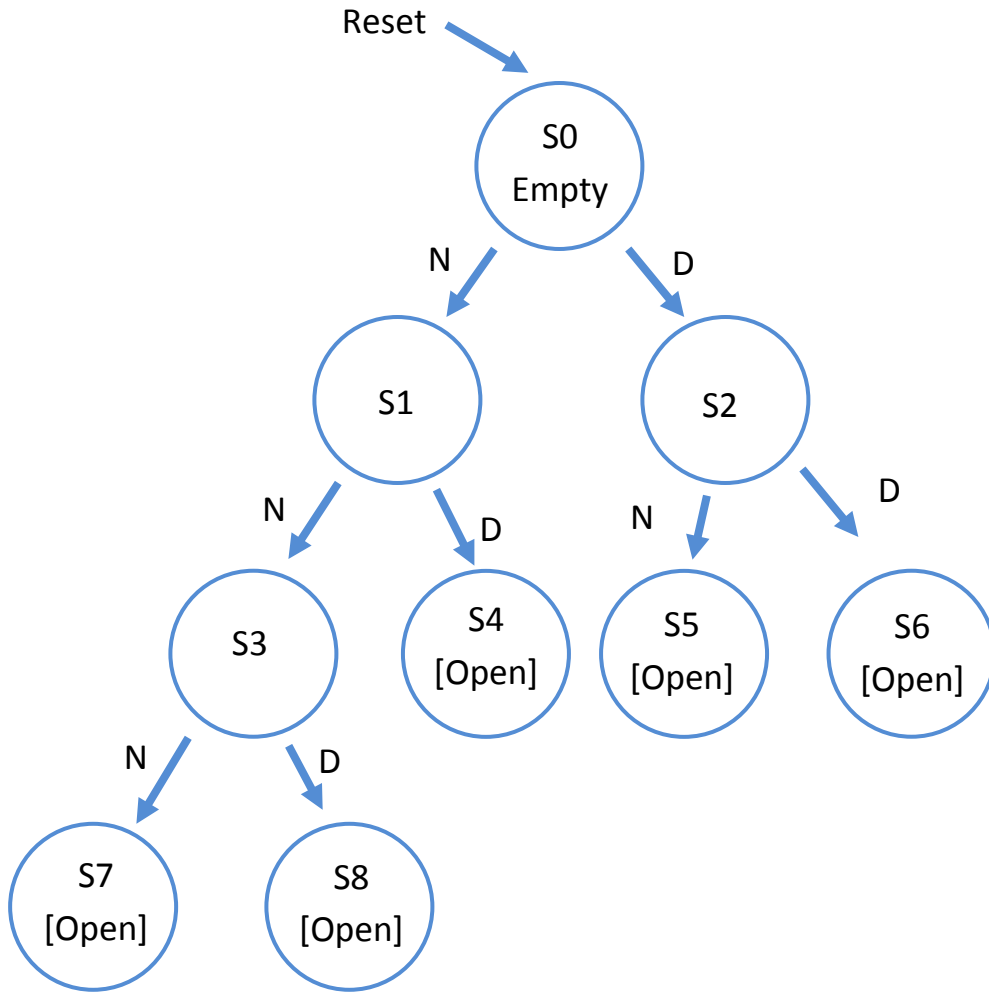 Reset
S0
Empty
N
D
S1
S2
N
D
N
D
S3
S4
[Open]
S5
[Open]
S6
[Open]
N
D
S7
[Open]
S8
[Open]